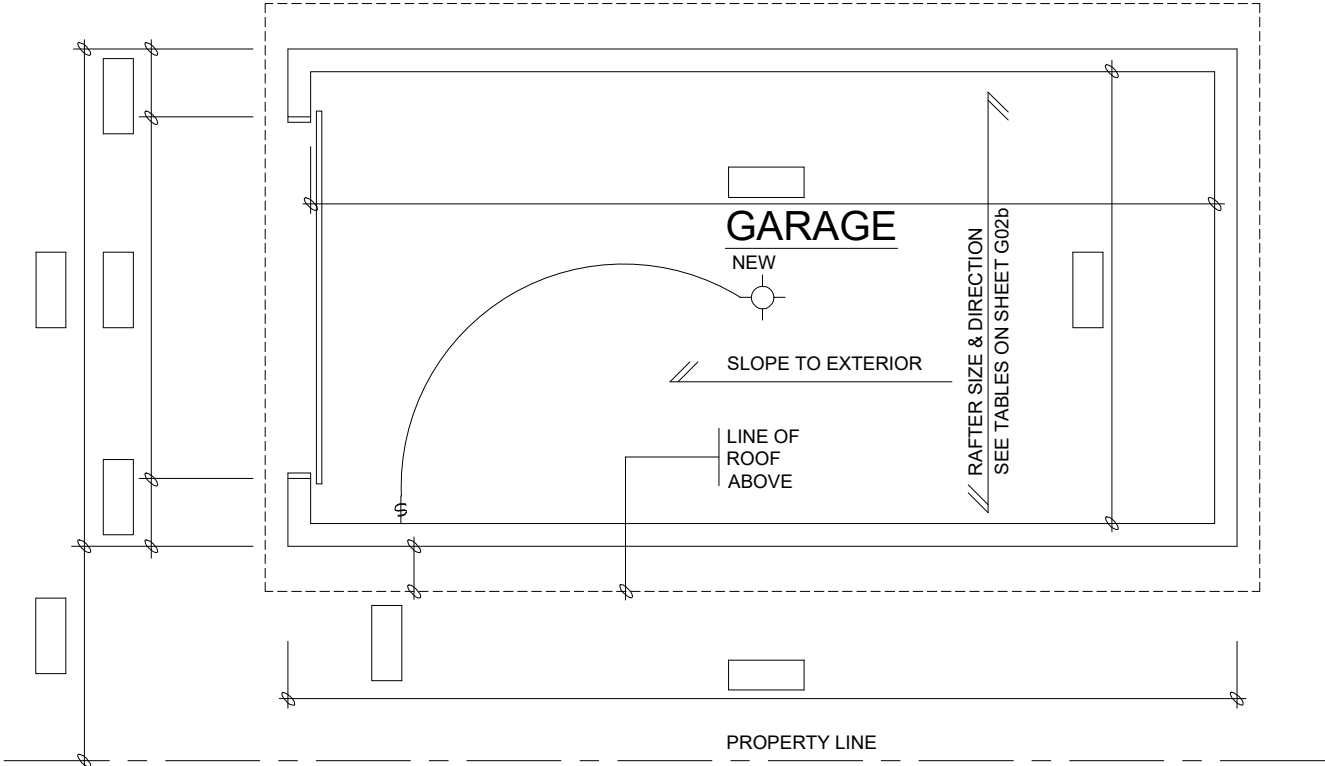 GARAGE
NEW
SLOPE TO EXTERIOR
RAFTER SIZE & DIRECTION
SEE TABLES ON SHEET G02b
LINE OF
ROOF
ABOVE
S
PROPERTY LINE